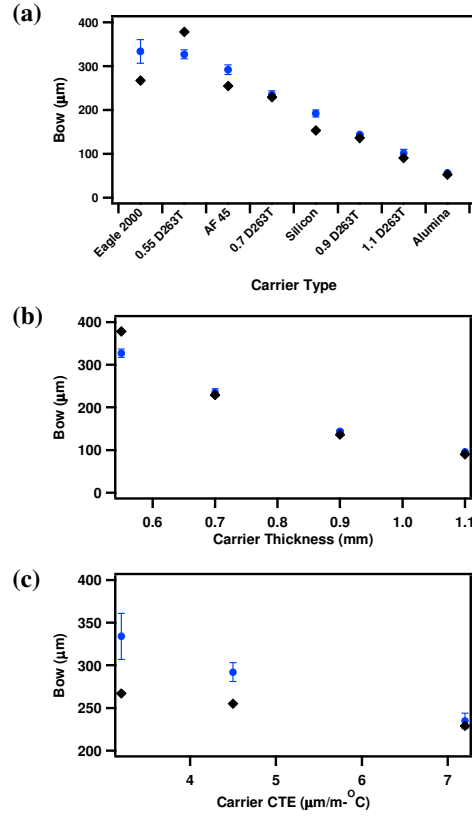 (a)
Bow (μm)
400
300
200
100
0
Eagle 2000
0.55 D263T
AF 45
0.7 D263T
Silicon
0.9 D263T
1.1 D263T
Alumina
Carrier Type
(b)
Bow (μm)
400
300
200
100
0
0.6 0.7 0.8 0.9 1.0 1.1
Carrier Thickness (mm)
(c)
Bow (μm)
400
350
300
250
200
4 5 6 7
Carrier CTE (μm/m-°C)